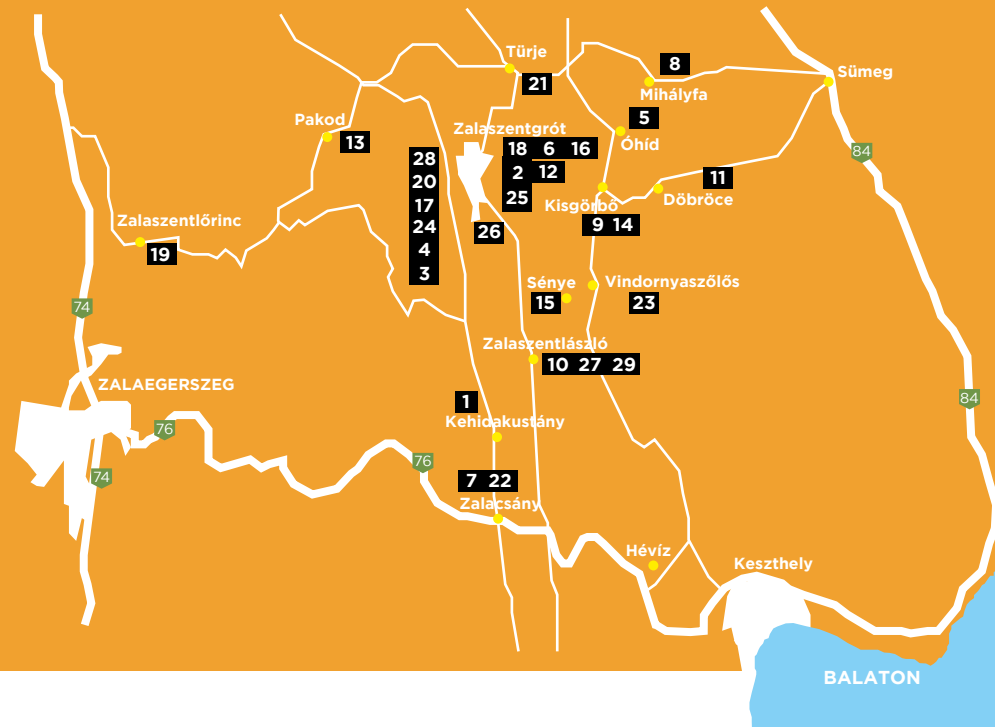 Türje
21
8
Mihályfa
Sümeg
5
Óhíd
84
Pakod
13
Zalaszentgrót
18 6 16
2 12
25
26
28
20
17
24
4
3
11
Döbröce
Kisgörbő
9 14
Zalaszentlőrinc
19
Sénye
15
Vindornyaszőlős
23
74
Zalaszentlászló
10 27 29
ZALAEGERSZEG
84
1
Kehidakustány
76
76
74
7 22
Zalacsány
Hévíz
Keszthely
BALATON